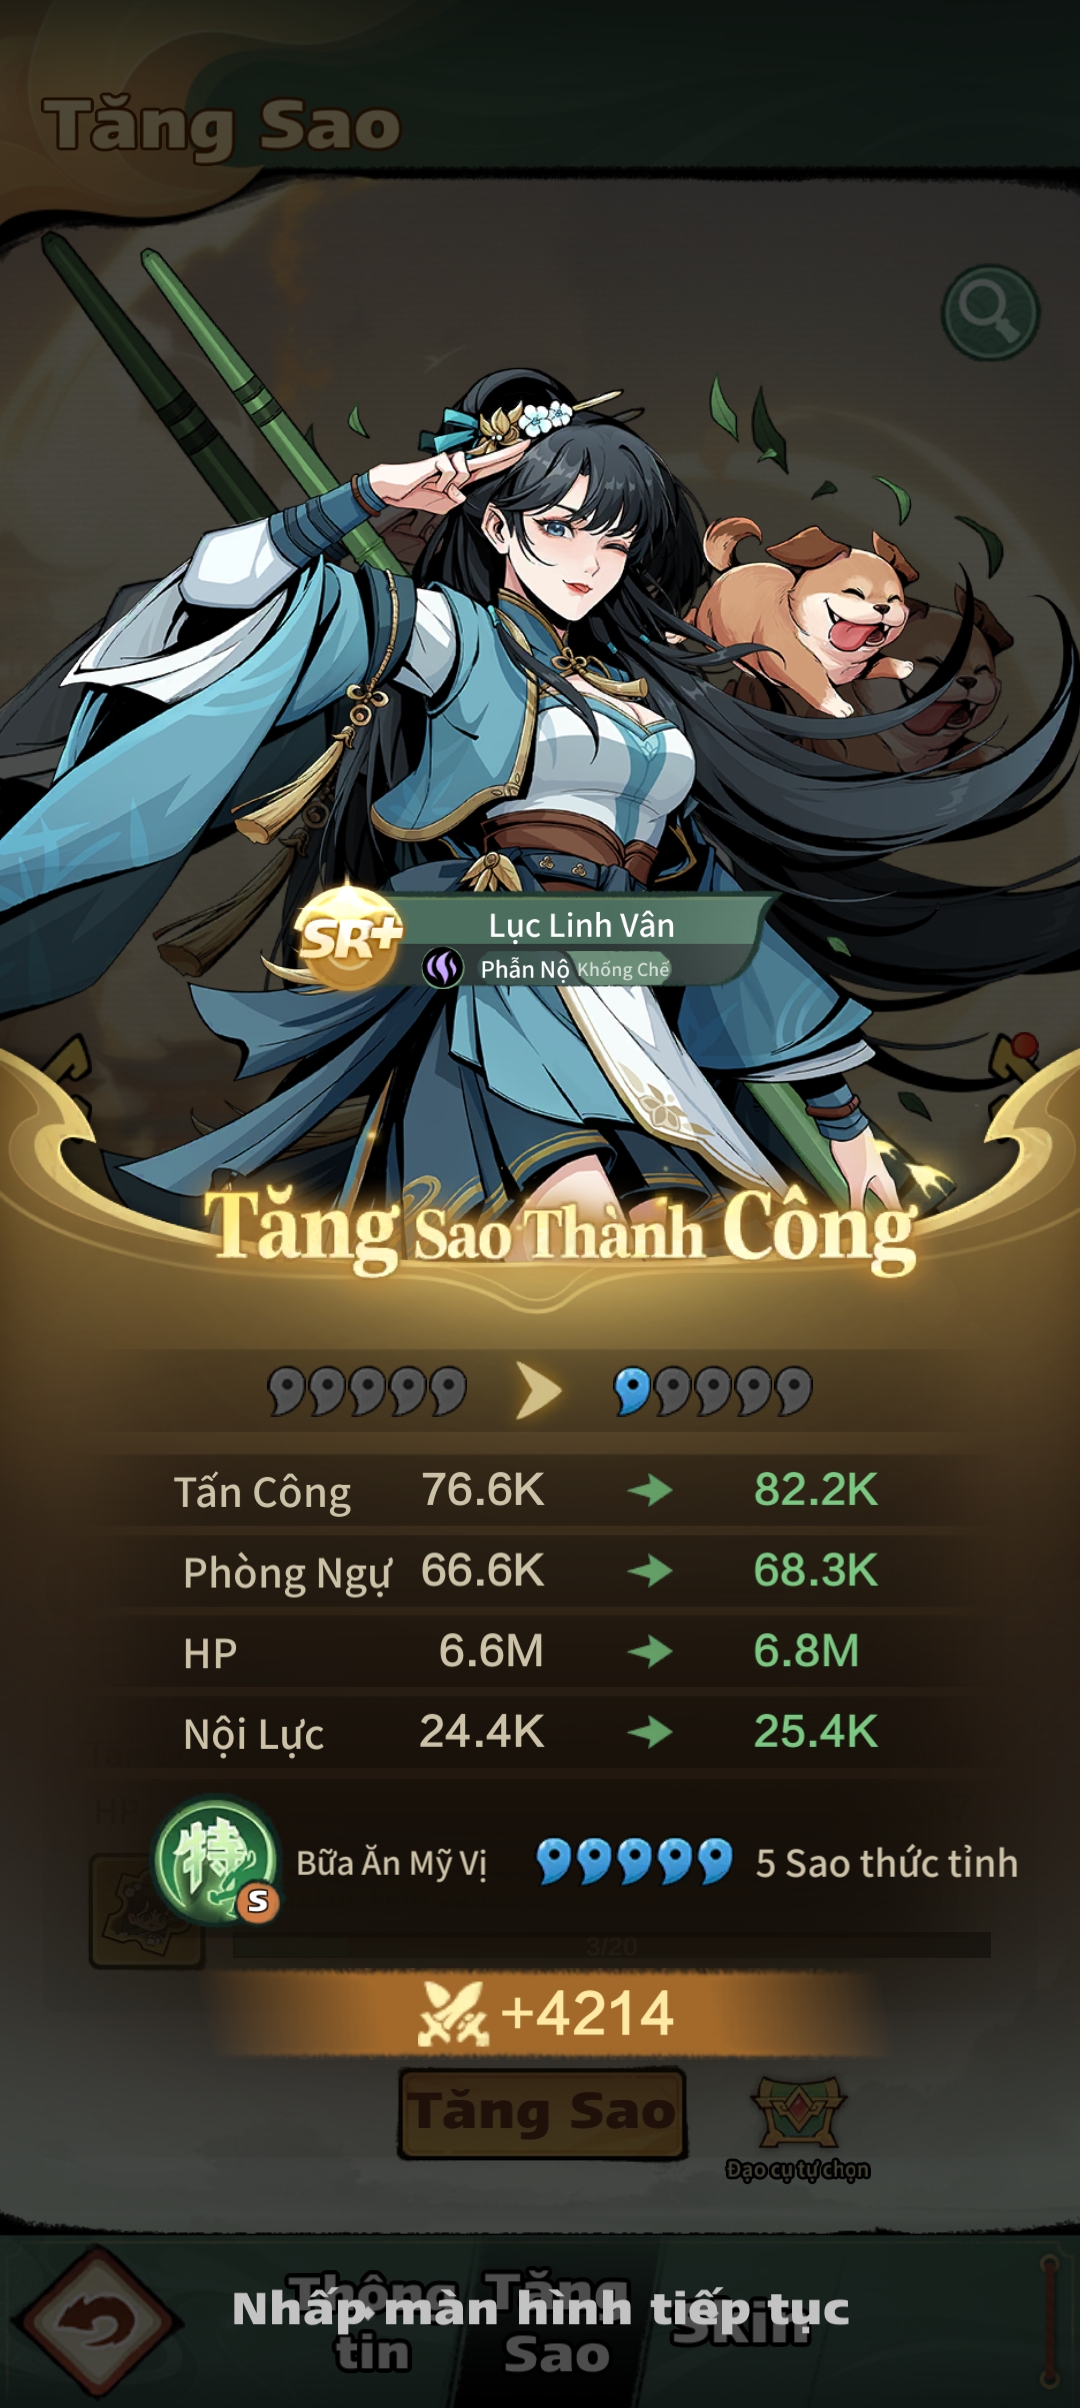 Tăng Sao
SR+
Lục Linh Vân
Phẫn Nộ Khống Chế
Tăng Sao Thành Công
Tấn Công 76.6K 82.2K
Phòng Ngự 66.6K 68.3K
HP 6.6M 6.8M
Nội Lực 24.4K 25.4K
HP
特 S Bữa Ăn Mỹ Vị 5 Sao thức tỉnh
3/20
+4214
Tăng Sao
Đạo cụ tự chọn
Nhấp màn hình tiếp tục
Thông tin
Tăng Sao
Skin